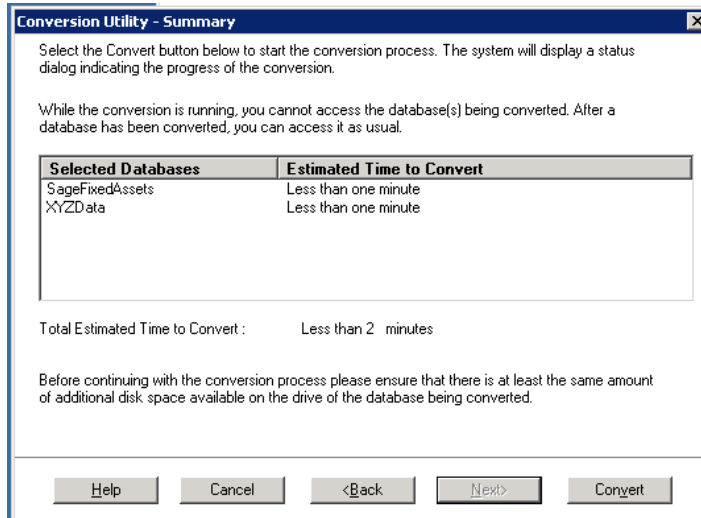 Conversion Utility - Summary
Select the Convert button below to start the conversion process. The system will display a status
dialog indicating the progress of the conversion.
While the conversion is running, you cannot access the database(s) being converted. After a
database has been converted, you can access it as usual.
Selected Databases Estimated Time to Convert
SageFixedAssets Less than one minute
XYZData Less than one minute
Total Estimated Time to Convert : Less than 2 minutes
Before continuing with the conversion process please ensure that there is at least the same amount
of additional disk space available on the drive of the database being converted.
Help Cancel <Back Next> Convert